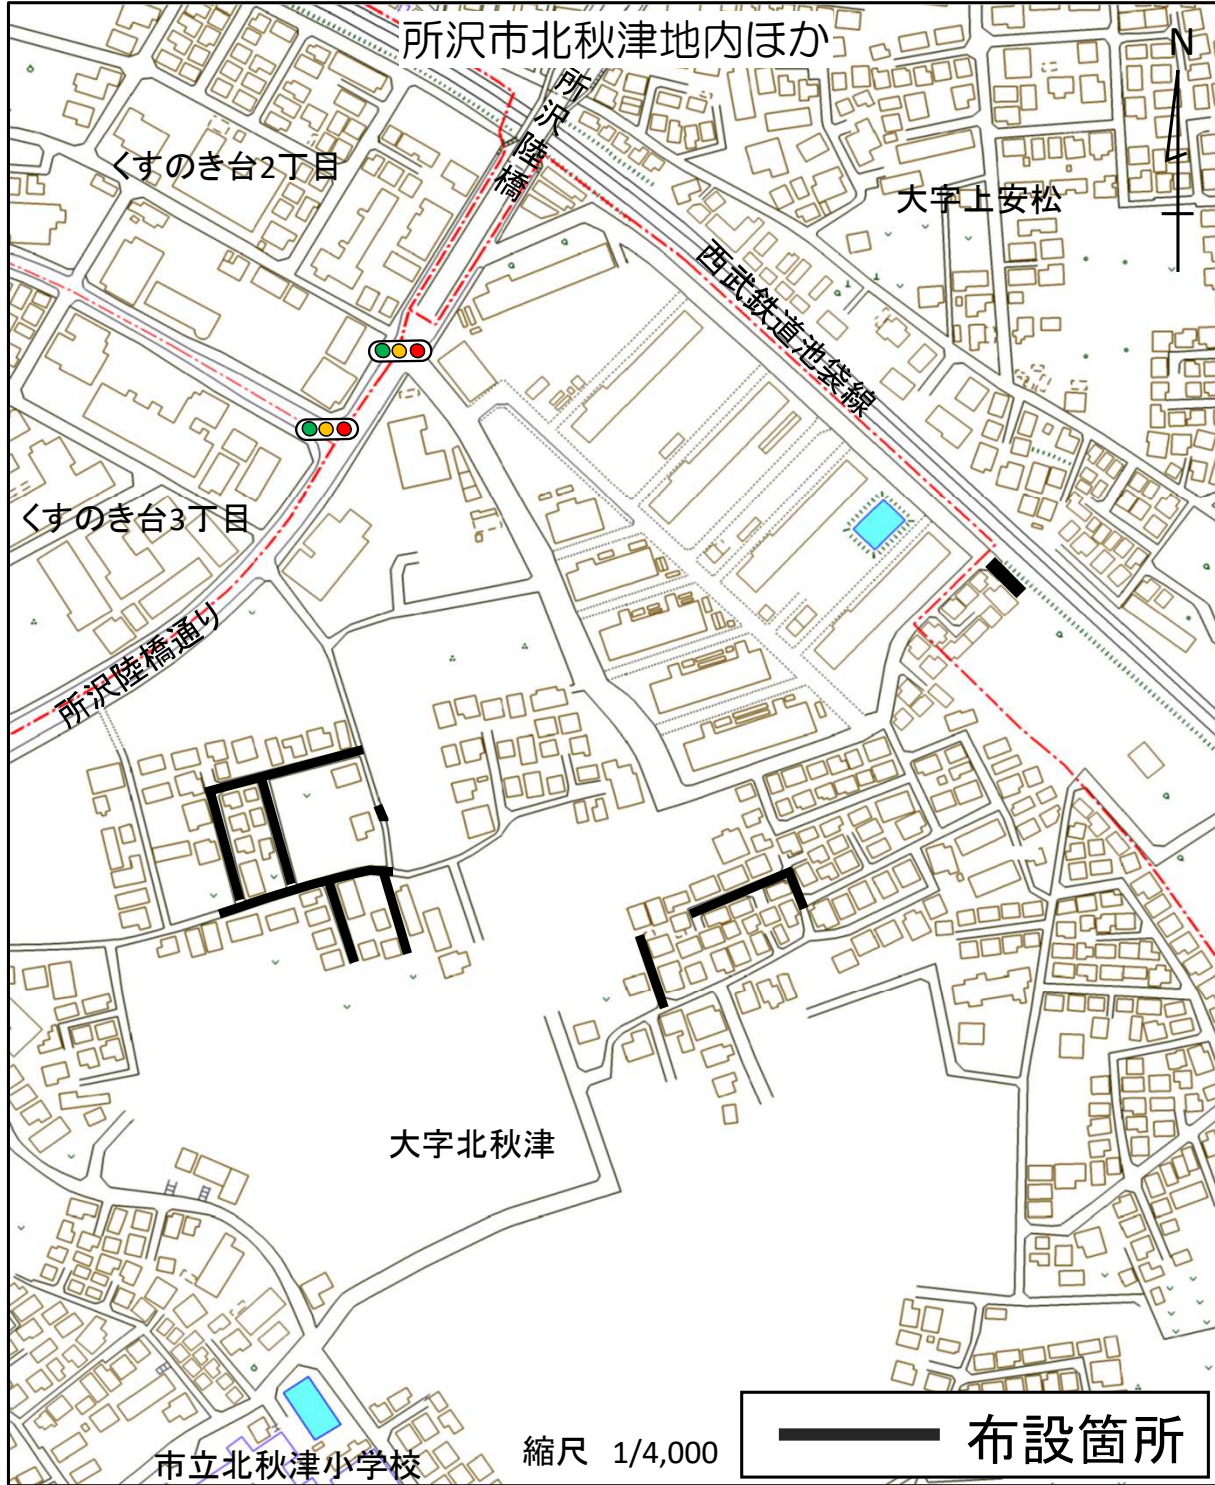 所沢市北秋津地内ほか
N
所沢陸橋
くすのき台2丁目
大字上安松
西武鉄道池袋線
くすのき台3丁目
所沢陸橋通り
大字北秋津
市立北秋津小学校
縮尺 1/4,000
布設箇所